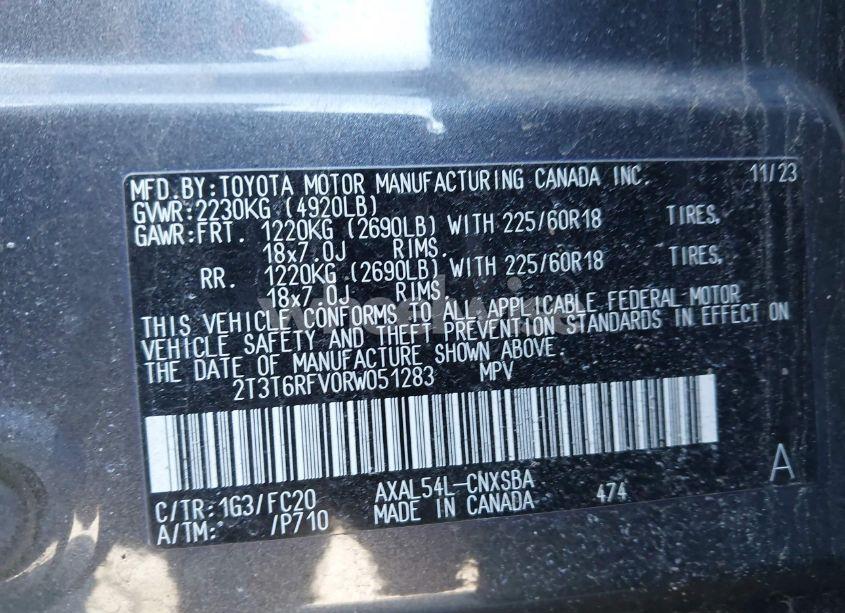 MFD.BY:TOYOTA MOTOR MANUFACTURING CANADA INC. 11/23
GVWR:2230KG (4920LB)
GAWR:FRT. 1220KG (2690LB) WITH 225/60R18 TIRES,
18x7.0J RIMS.
RR. 1220KG (2690LB) WITH 225/60R18 TIRES,
18x7.0J RIMS.
THIS VEHICLE CONFORMS TO ALL APPLICABLE FEDERAL MOTOR
VEHICLE SAFETY AND THEFT PREVENTION STANDARDS IN EFFECT ON
THE DATE OF MANUFACTURE SHOWN ABOVE.
2T3T6RFV0RW051283 MPV
C/TR:1G3/FC20 AXAL54L-CNXSBA 474 A
A/TM:* /P710 MADE IN CANADA